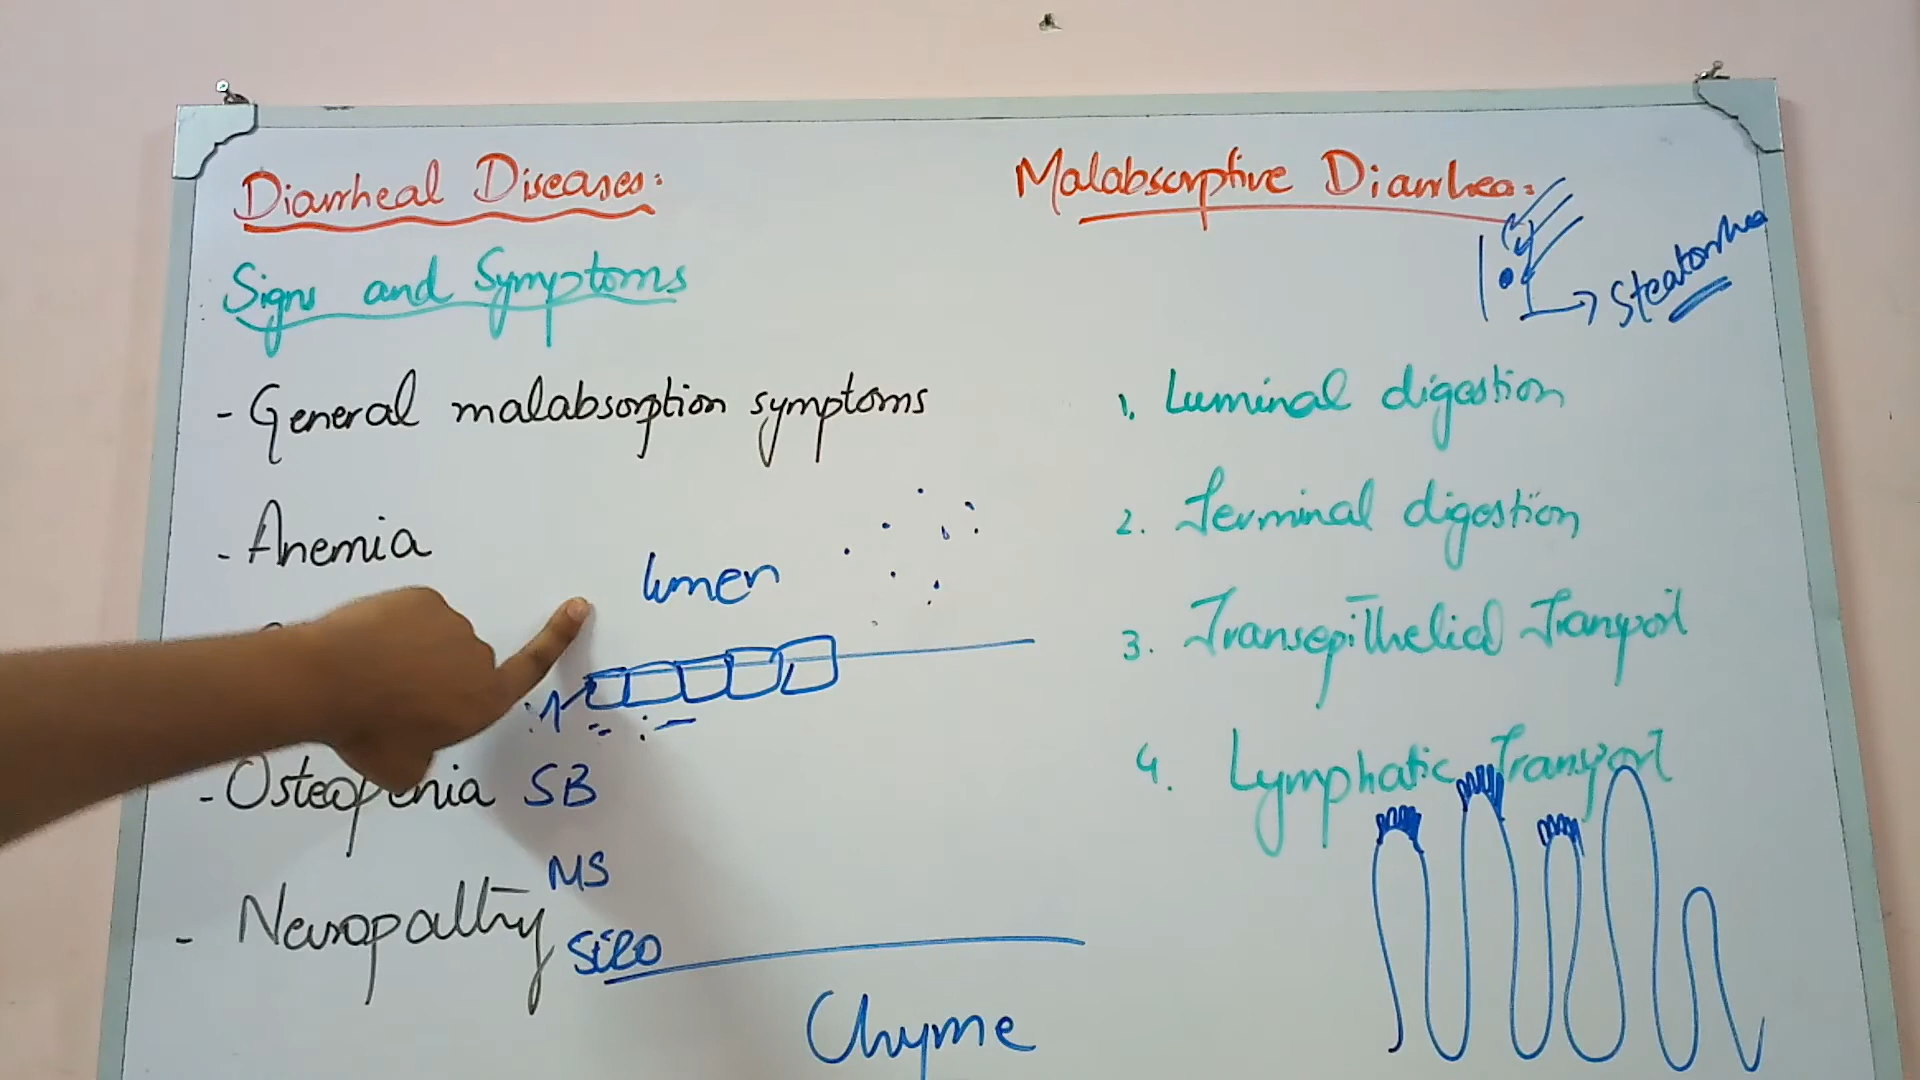 Diarrheal Diseases:
Signs and Symptoms
- General malabsorption symptoms
- Anemia
lumen
- Osteopenia SB
MS
- Neuropathy
Chyme
Malabsorptive Diarrhea:
Steatorrhea
1. Luminal digestion
2. Terminal digestion
3. Transepithelial Transport
4. Lymphatic Transport